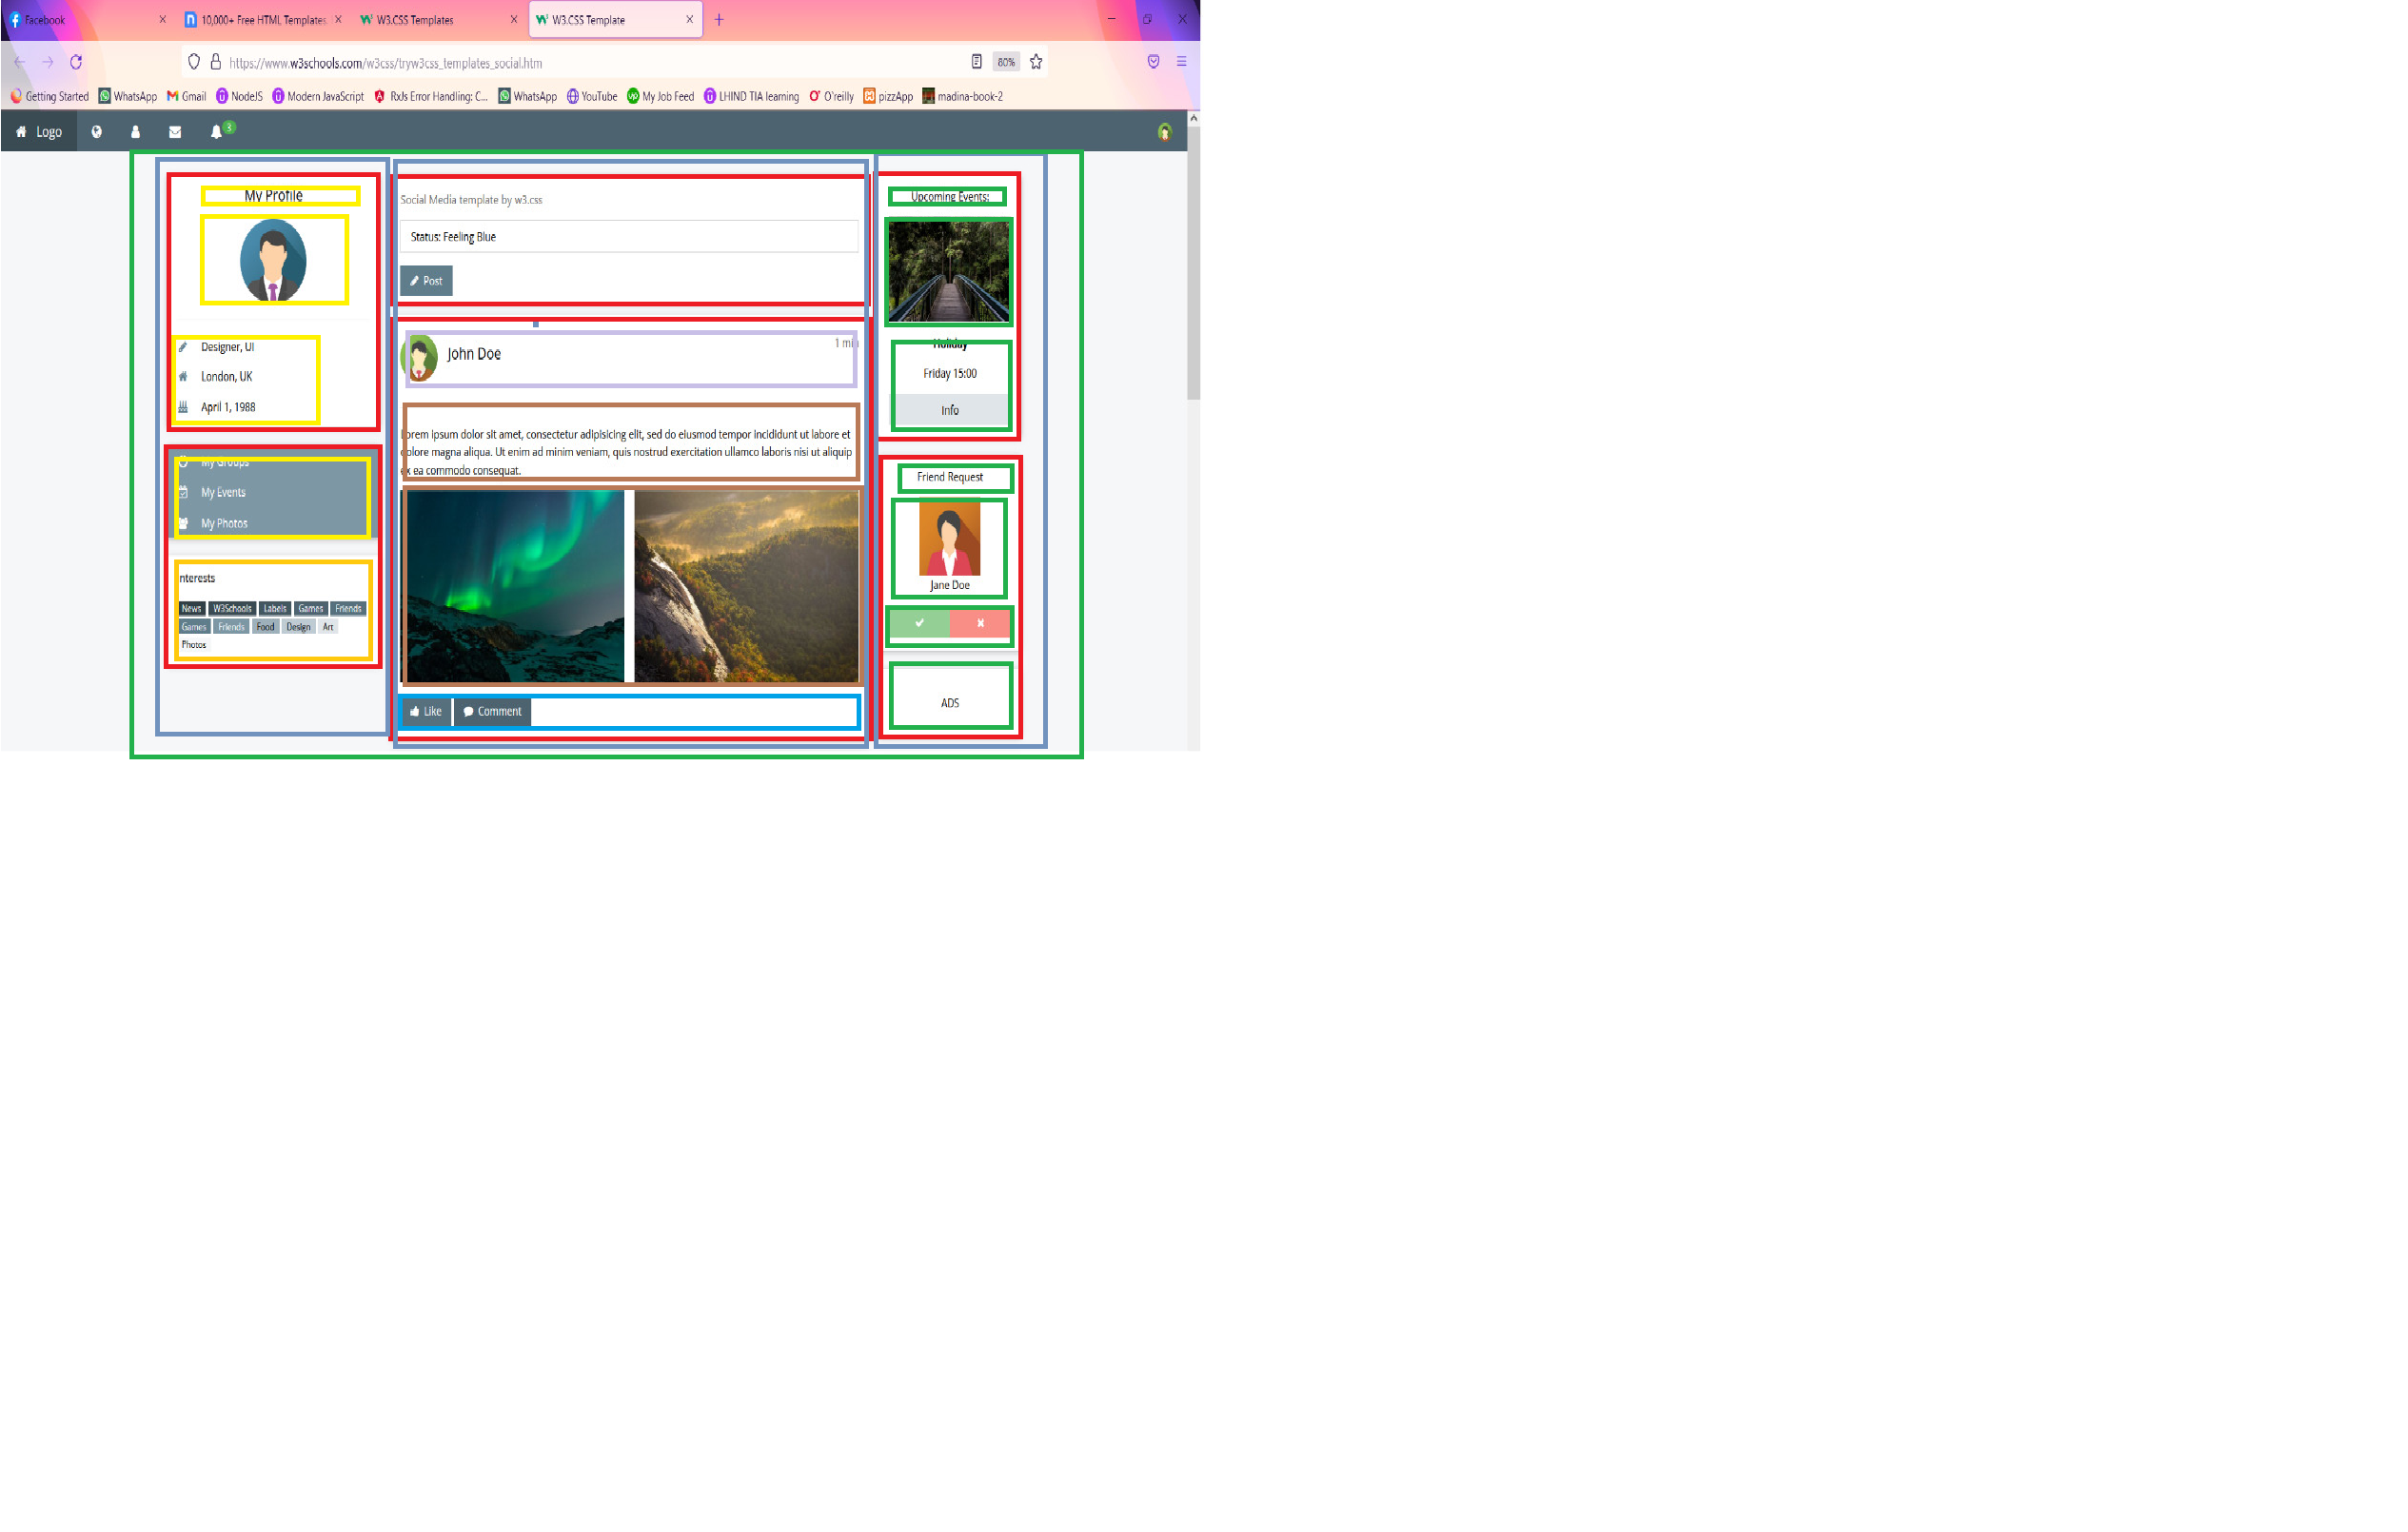 Facebook
10,000+ Free HTML Templates
W3.CSS Templates
W3.CSS Template
https://www.w3schools.com/w3css/tryw3css_templates_social.htm
80%
Getting Started WhatsApp Gmail NodeJS Modern JavaScript RxJs Error Handling: C... WhatsApp YouTube My Job Feed LHIND TIA learning O'reilly pizzApp madina-book-2
Logo
3
My Profile
Designer, UI
London, UK
April 1, 1988
My Groups
My Events
My Photos
nterests
News W3Schools Labels Games Friends
Games Friends Food Design Art
Photos
Social Media template by w3.css
Status: Feeling Blue
Post
John Doe
1 min
Lorem ipsum dolor sit amet, consectetur adipisicing elit, sed do eiusmod tempor incididunt ut labore et
dolore magna aliqua. Ut enim ad minim veniam, quis nostrud exercitation ullamco laboris nisi ut aliquip
ex ea commodo consequat.
Like
Comment
Upcoming Events:
Holiday
Friday 15:00
Info
Friend Request
Jane Doe
ADS